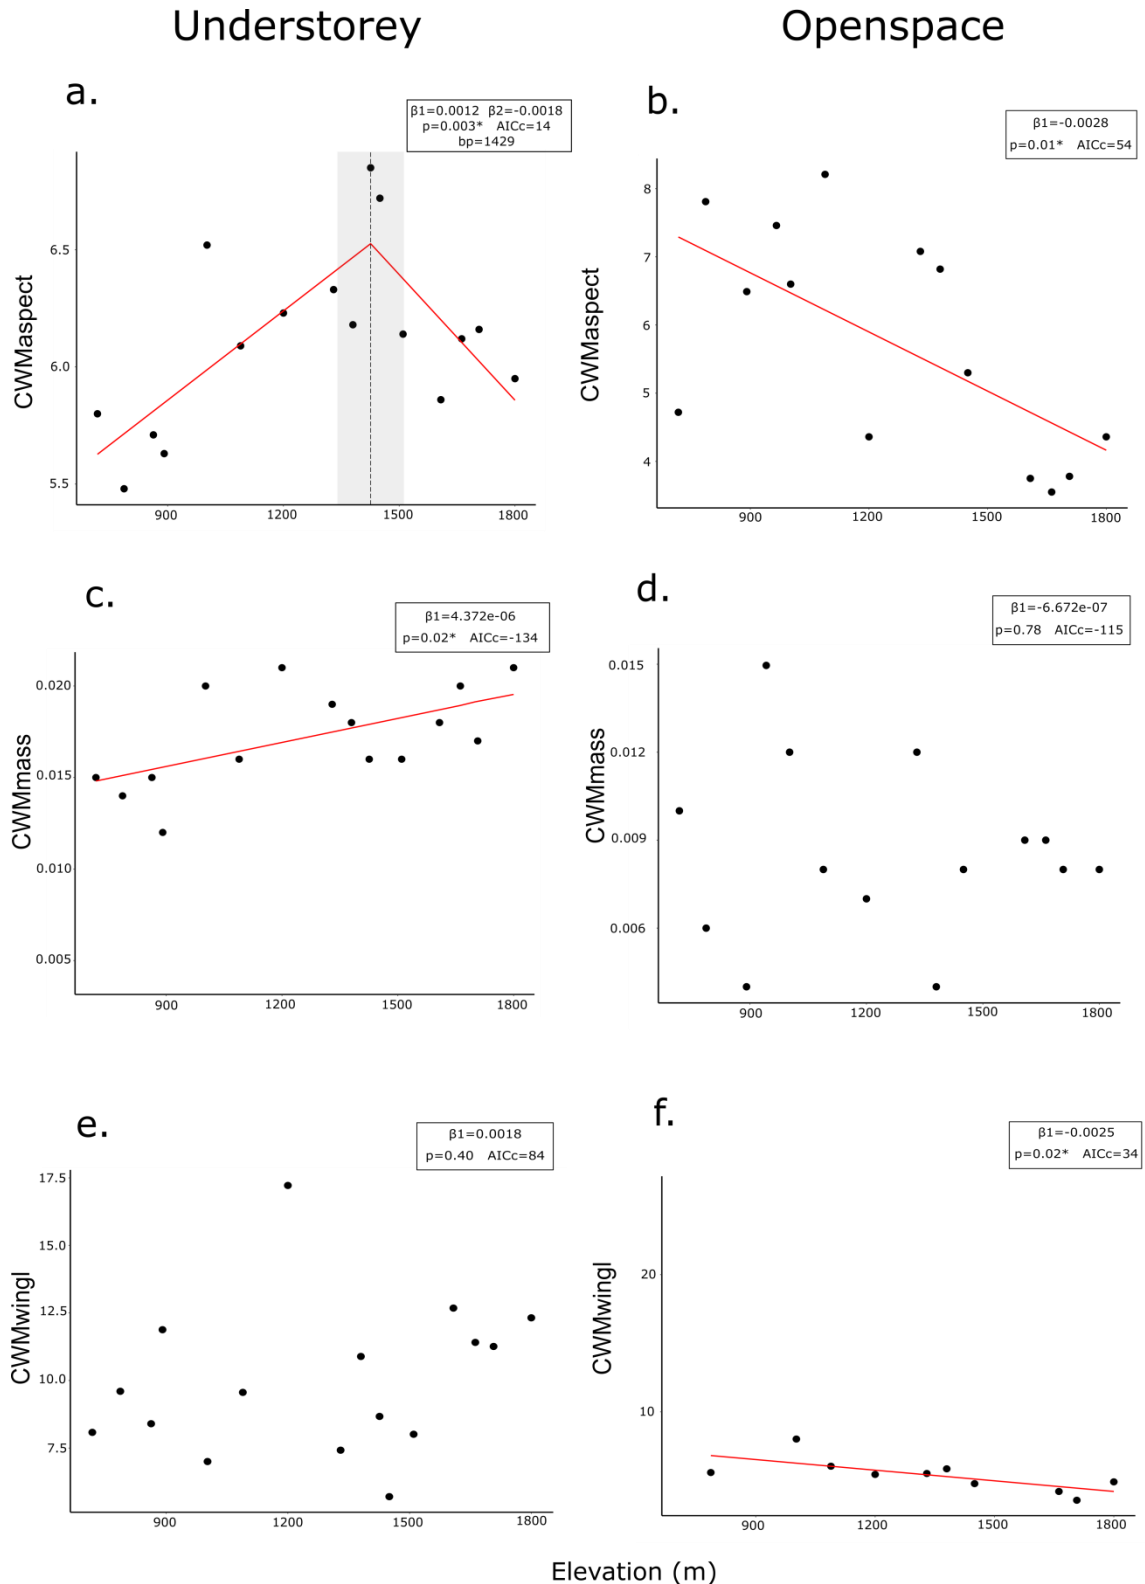 Understorey
Openspace
a.
β1=0.0012 β2=-0.0018
p=0.003* AICc=14
bp=1429
CWMaspect
6.5
6.0
5.5
900 1200 1500 1800
b.
β1=-0.0028
p=0.01* AICc=54
CWMaspect
8
7
6
5
4
900 1200 1500 1800
c.
β1=4.372e-06
p=0.02* AICc=-134
CWMmass
0.020
0.015
0.010
0.005
900 1200 1500 1800
d.
β1=-6.672e-07
p=0.78 AICc=-115
CWMmass
0.015
0.012
0.009
0.006
900 1200 1500 1800
e.
β1=0.0018
p=0.40 AICc=84
CWMwingl
17.5
15.0
12.5
10.0
7.5
900 1200 1500 1800
f.
β1=-0.0025
p=0.02* AICc=34
CWMwingl
20
10
900 1200 1500 1800
Elevation (m)